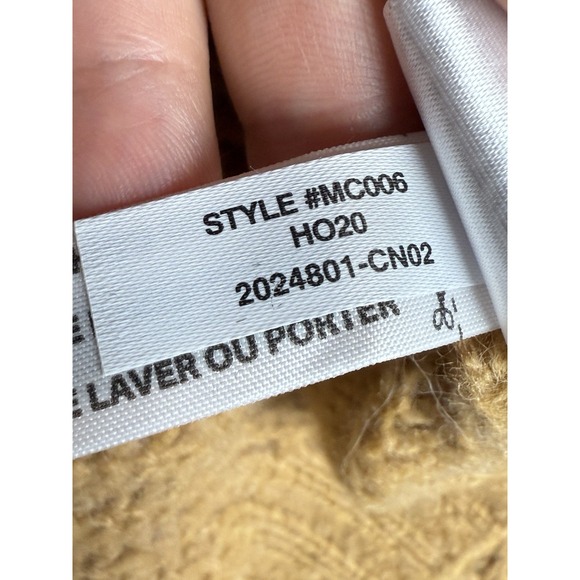 STYLE #MC006
HO20
2024801-CN02
LAVER OU PORTER